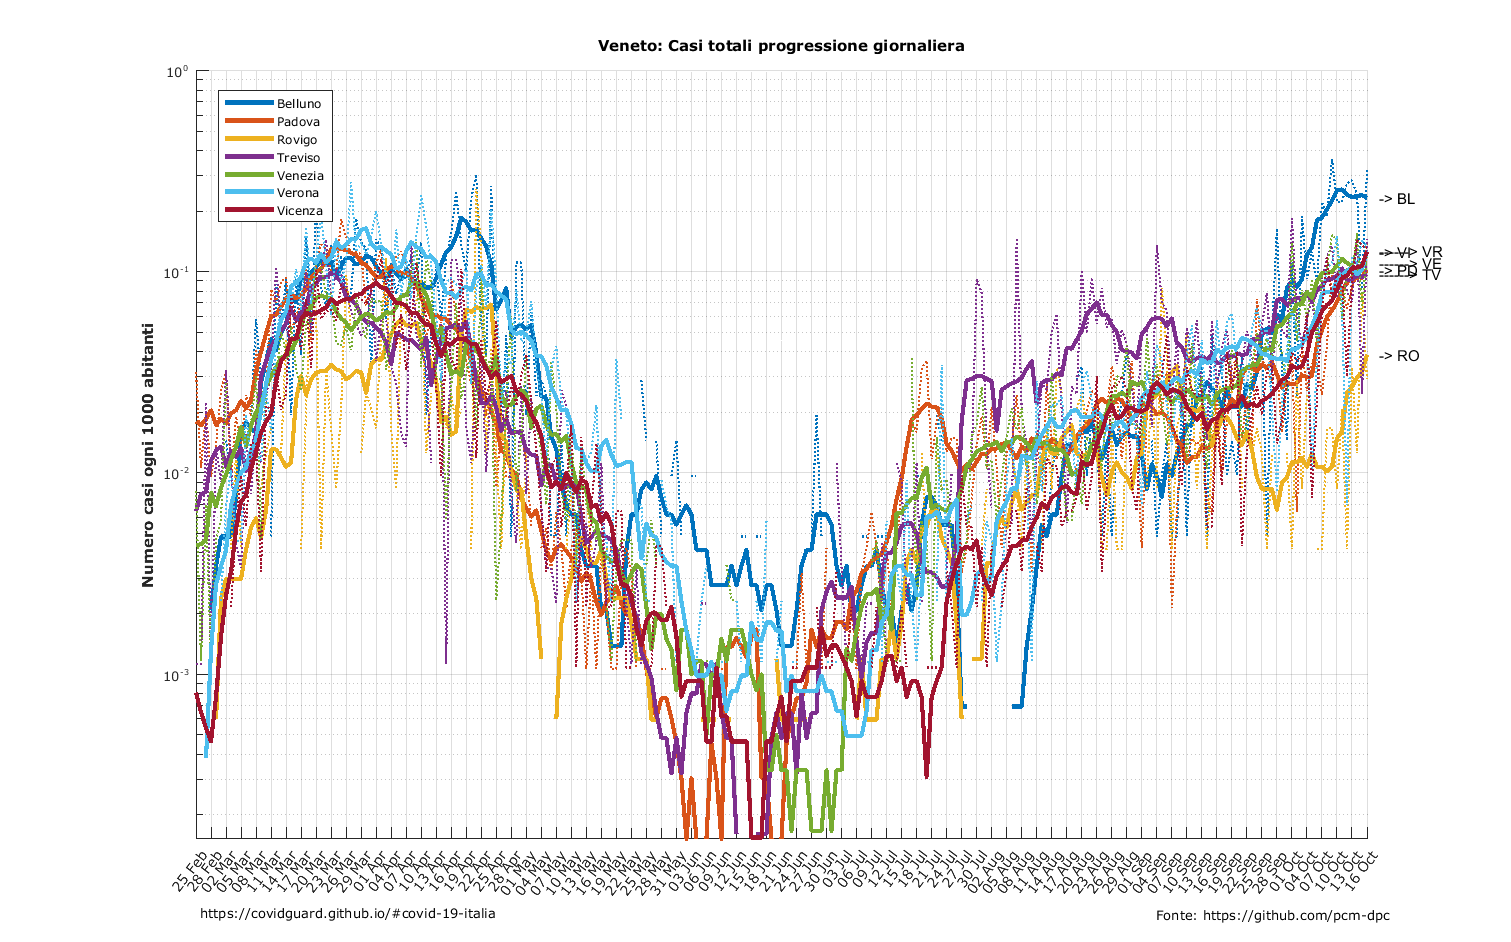 Veneto: Casi totali progressione giornaliera
Numero casi ogni 1000 abitanti
10⁰
10⁻¹
10⁻²
10⁻³
Belluno
Padova
Rovigo
Treviso
Venezia
Verona
Vicenza
-> BL
-> VI
-> VR
-> VE
-> PD
-> TV
-> RO
25 Feb
28 Feb
02 Mar
05 Mar
08 Mar
11 Mar
14 Mar
17 Mar
20 Mar
23 Mar
26 Mar
29 Mar
01 Apr
04 Apr
07 Apr
10 Apr
13 Apr
16 Apr
19 Apr
22 Apr
25 Apr
28 Apr
01 May
04 May
07 May
10 May
13 May
16 May
19 May
22 May
25 May
28 May
31 May
03 Jun
06 Jun
09 Jun
12 Jun
15 Jun
18 Jun
21 Jun
24 Jun
27 Jun
30 Jun
03 Jul
06 Jul
09 Jul
12 Jul
15 Jul
18 Jul
21 Jul
24 Jul
27 Jul
30 Jul
02 Aug
05 Aug
08 Aug
11 Aug
14 Aug
17 Aug
20 Aug
23 Aug
26 Aug
29 Aug
01 Sep
04 Sep
07 Sep
10 Sep
13 Sep
16 Sep
19 Sep
22 Sep
25 Sep
28 Sep
01 Oct
04 Oct
07 Oct
10 Oct
13 Oct
16 Oct
https://covidguard.github.io/#covid-19-italia
Fonte: https://github.com/pcm-dpc